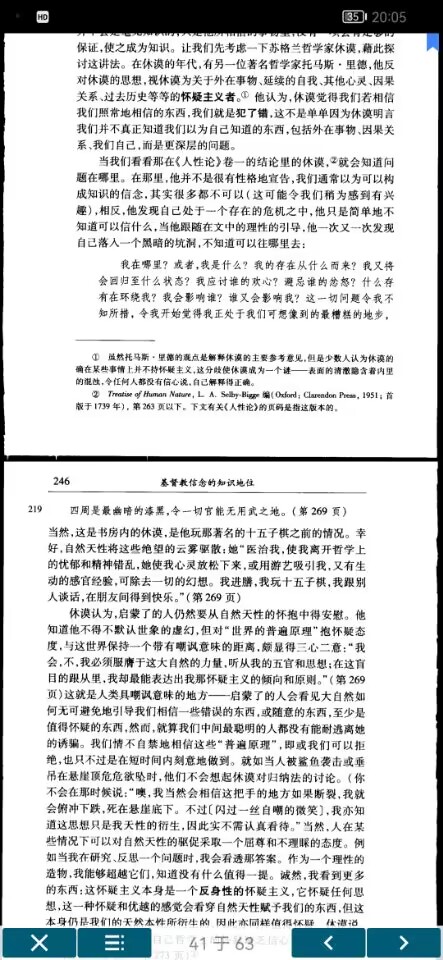 HD
35
20:05
保证,使之成为知识。让我们先考虑一下苏格兰哲学家休漠,藉此探
讨这讲法。在休漠的年代,有另一位著名哲学家托马斯·里德,他反
对休漠的思想,视休漠为关于外在事物、延续的自我、其他心灵、因果
关系、过去历史等等的怀疑主义者。① 他认为,休漠觉得我们若相信
我们照常地相信的东西,我们就是犯了错,这不是单单因为休漠明言
我们并不真正知道我们以为自己知道的东西,包括外在事物、因果关
系、我们自己,而是更深层的问题。
当我们看看那在《人性论》卷一的结论里的休漠,②就会知道问
题在哪里。在那里,他并不是很有性格地宣告,我们通常以为可以构
成知识的信念,其实很多都不可以(这可能令我们稍为感到有兴
趣),相反,他发现自己处于一个存在的危机之中,他只是简单地不
知道可以信什么,当他跟随在文中的理性的引导,他一次又一次发现
自己落入一个黑暗的坑洞,不知道可以往哪里去:
我在哪里?或者,我是什么?我的存在从什么而来?我又将
会回归至什么状态?我应讨谁的欢心?避忌谁的忿怒?什么存
有在环绕我?我会影响谁?谁又会影响我?这一切问题令我不
知所措,令我开始觉得我正处于我们可想像到的最糟糕的地步,
① 虽然托马斯·里德的观点是解释休漠的主要参考意见,但是少数人认为休漠的
确在某些事情上并不持怀疑主义,这分歧使休漠成为一个谜——表面的清澈隐含着内里
的混浊,令任何人都没有信心说,自己解释得正确。
② Treatise of Human Nature, L. A. Selby-Bigge 编(Oxford: Clarendon Press, 1951; 首
版于1739年), 第263页以下。下文有关《人性论》的页码是指这版本的。
246 基督教信念的知识地位
219 四周是最幽暗的漆黑,令一切官能无用武之地。(第269页)
当然,这是书房内的休漠,是他玩那著名的十五子棋之前的情况。幸
好,自然天性将这些绝望的云雾驱散;她“医治我,使我离开哲学上
的忧郁和精神错乱,她使我心灵放松下来,或用游艺吸引我,又有生
动的感官经验,可除去一切的幻想。我进膳,我玩十五子棋,我跟别
人谈话,在朋友间得到快乐。”(第269页)
休漠认为,启蒙了的人仍然要从自然天性的怀抱中得安慰。他
知道他不得不默认世象的虚幻,但对“世界的普遍原理”抱怀疑态
度,与这世界保持一个带有嘲讽意味的距离,颇显得三心二意:“我
会,不,我必须服膺于这大自然的力量,听从我的五官和思想;在这盲
目的跟从里,我却最能表达出我那怀疑主义的倾向和原则。”(第269
页)这就是人类具嘲讽意味的地方——启蒙了的人会看见大自然如
何无可避免地引导我们相信一些错误的东西,或随意的东西,至少是
值得怀疑的东西,然而,就算我们中间最聪明的人都没有能耐逃离她
的诱骗。我们情不自禁地相信这些“普遍原理”,即或我们可以拒
绝,也只不过是在短时间内刻意地做到。就如当人被鲨鱼袭击或垂
吊在悬崖顶危危欲坠时,他们不会想起休漠对归纳法的讨论。(你
不会在那时候说:“噢,我当然会相信这把手的地方如果断裂,我就
会俯冲下跌,死在悬崖底下。不过[闪过一丝自嘲的微笑],我亦知
道这思想只是我天性的衍生,因此实不需认真看待。”当然,人在某
些情况下可以对自然天性的驱促采取一个屈尊和不理睬的态度。例
如当我在研究、反思一个问题时,我会看透那答案。作为一个理性的
造物,我能够超越它们,知道没有什么值得一提。诚然,我看到更多
的东西;这怀疑主义本身是一个反身性的怀疑主义,它怀疑任何思
想,这一种怀疑和优越的感觉会看穿自然天性赋予我们的东西,但这
本身仍是我们的天然本性所衍生的,因此亦同样值得怀疑。休漠说
41 于 63